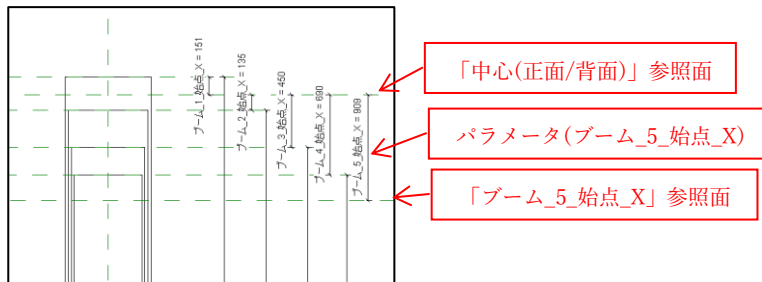 ブーム_1_始点_X = 151
ブーム_2_始点_X = 135
ブーム_3_始点_X = 450
ブーム_4_始点_X = 690
ブーム_5_始点_X = 909
「中心(正面/背面)」参照面
パラメータ(ブーム_5_始点_X)
「ブーム_5_始点_X」参照面